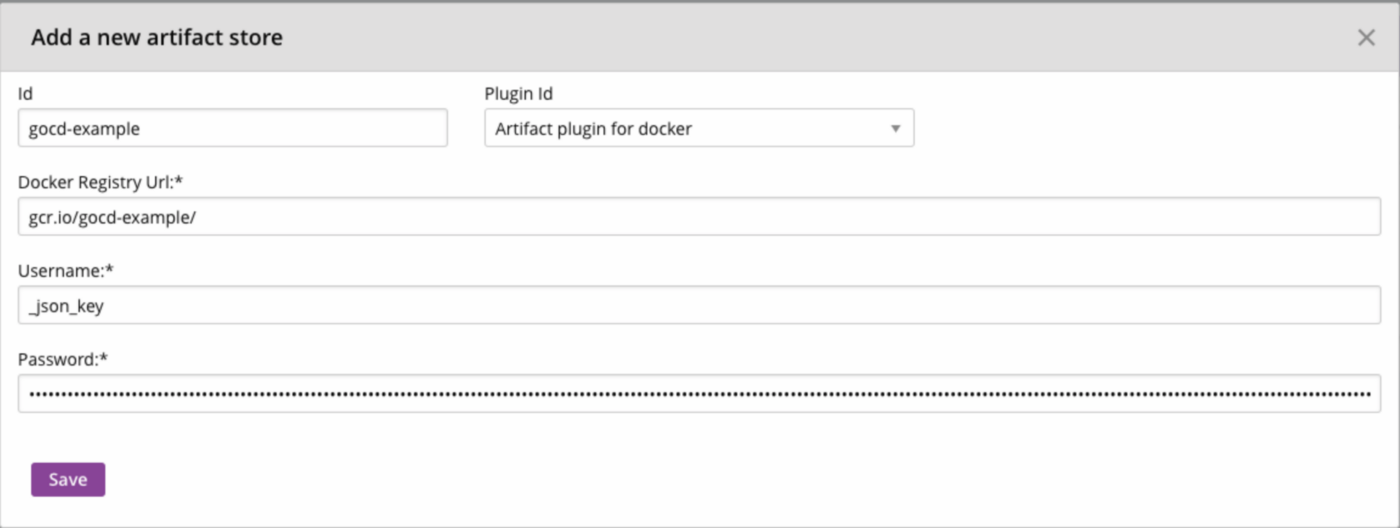 Add a new artifact store
Id
Plugin Id
gocd-example
Artifact plugin for docker
Docker Registry Url:*
gcr.io/gocd-example/
Username:*
_json_key
Password:*
Save